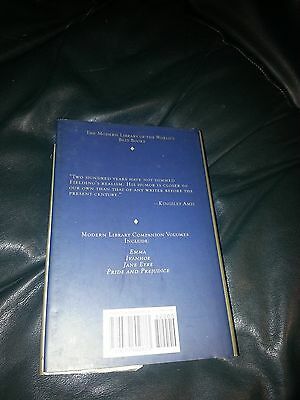 The Modern Library of the World's
Best Books
"Two hundred years have not dimmed
Fielding's realism. His humor is closer to
our own than that of any writer before the
present century."
—Kingsley Amis
Modern Library Companion Volumes
Include:
Emma
Ivanhoe
Jane Eyre
Pride and Prejudice